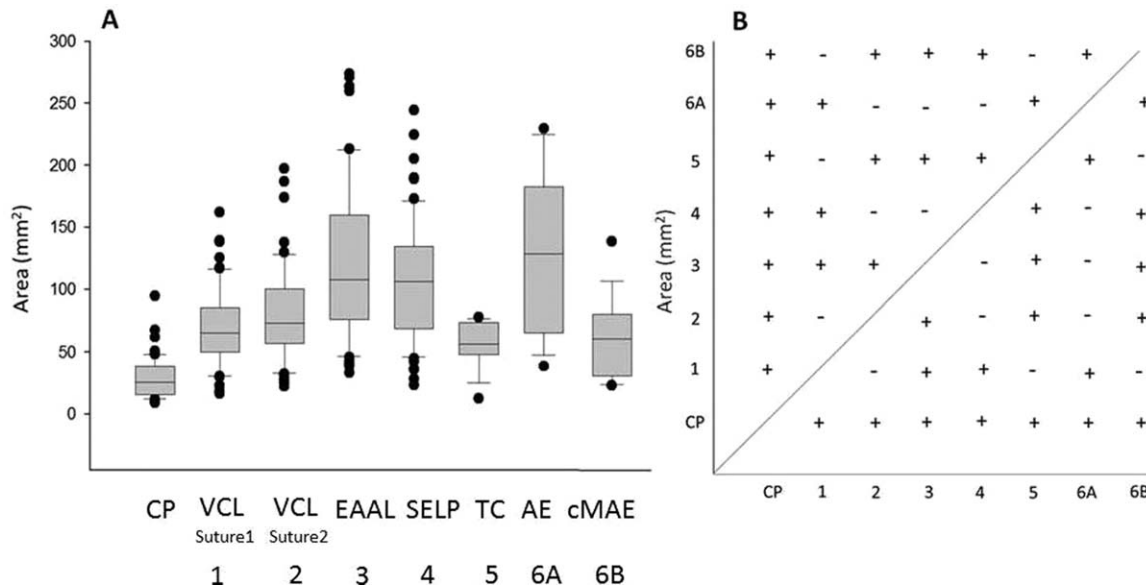 A
300
250
200
150
100
50
0
Area (mm²)
CP VCL VCL EAAL SELP TC AE cMAE
Suture1 Suture2
1 2 3 4 5 6A 6B
B
Area (mm²)
6B + - + + + - +
6A + + - - - + +
5 + - + + + + -
4 + + - - + - +
3 + + + - + - +
2 + - + - + - +
1 + - + + - + -
CP + + + + + + +
CP 1 2 3 4 5 6A 6B